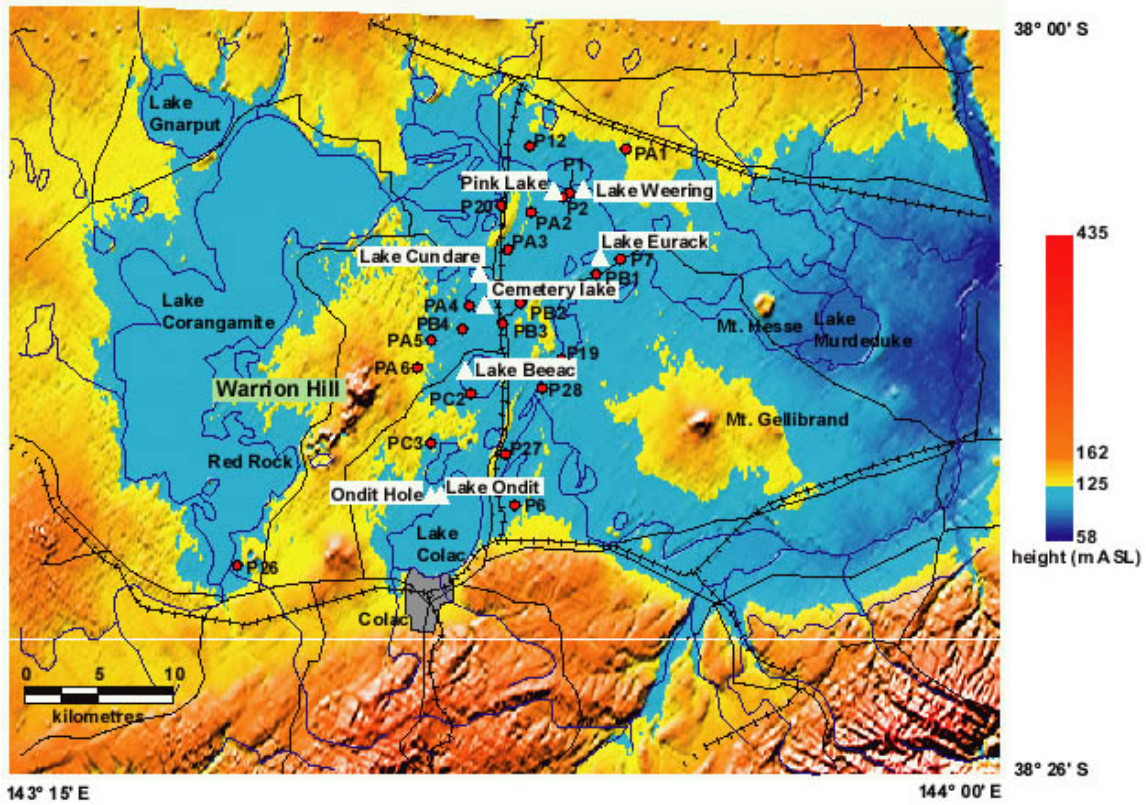 38° 00' S
Lake
Gnarput
P12
PA1
P1
Pink Lake
Lake Weering
P20
P2
PA2
PA3
Lake Eurack
P7
Lake Cundare
PB1
Cemetery lake
435
Lake
Corangamite
PA4
PB2
PB4
PB3
Mt. Hesse
Lake
Murdeduke
PA5
P19
PA6
Lake Beeac
Warrion Hill
PC2
P28
Mt. Gellibrand
PC3
P27
162
125
58
height (m ASL)
Red Rock
Ondit Hole
Lake Ondit
P6
Lake
Colac
P26
Colac
0 5 10
kilometres
38° 26' S
143° 15' E
144° 00' E